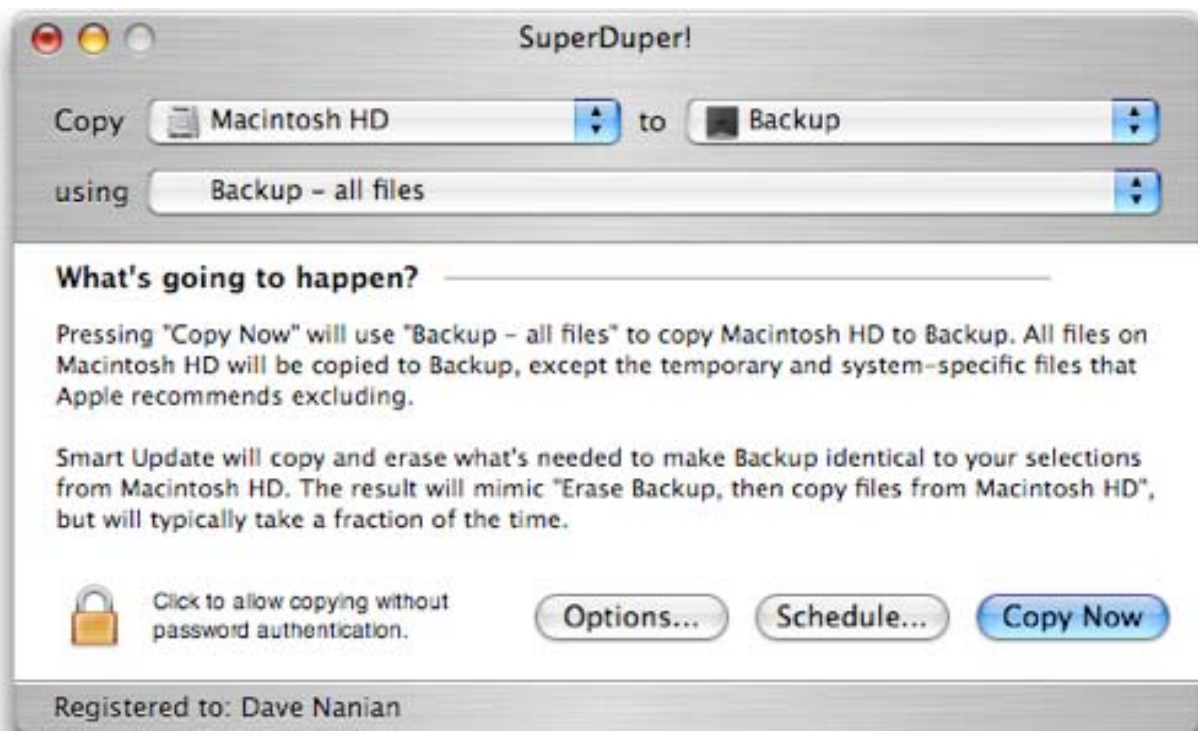 SuperDuper!
Copy Macintosh HD to Backup
using Backup – all files
What's going to happen?
Pressing "Copy Now" will use "Backup – all files" to copy Macintosh HD to Backup. All files on
Macintosh HD will be copied to Backup, except the temporary and system-specific files that
Apple recommends excluding.
Smart Update will copy and erase what's needed to make Backup identical to your selections
from Macintosh HD. The result will mimic "Erase Backup, then copy files from Macintosh HD",
but will typically take a fraction of the time.
Click to allow copying without
password authentication.
Options... Schedule... Copy Now
Registered to: Dave Nanian